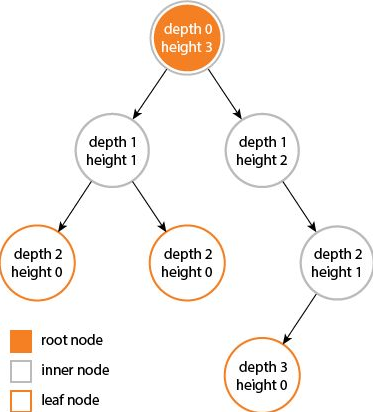 depth 0
height 3
depth 1
height 1
depth 1
height 2
depth 2
height 0
depth 2
height 0
depth 2
height 1
depth 3
height 0
root node
inner node
leaf node